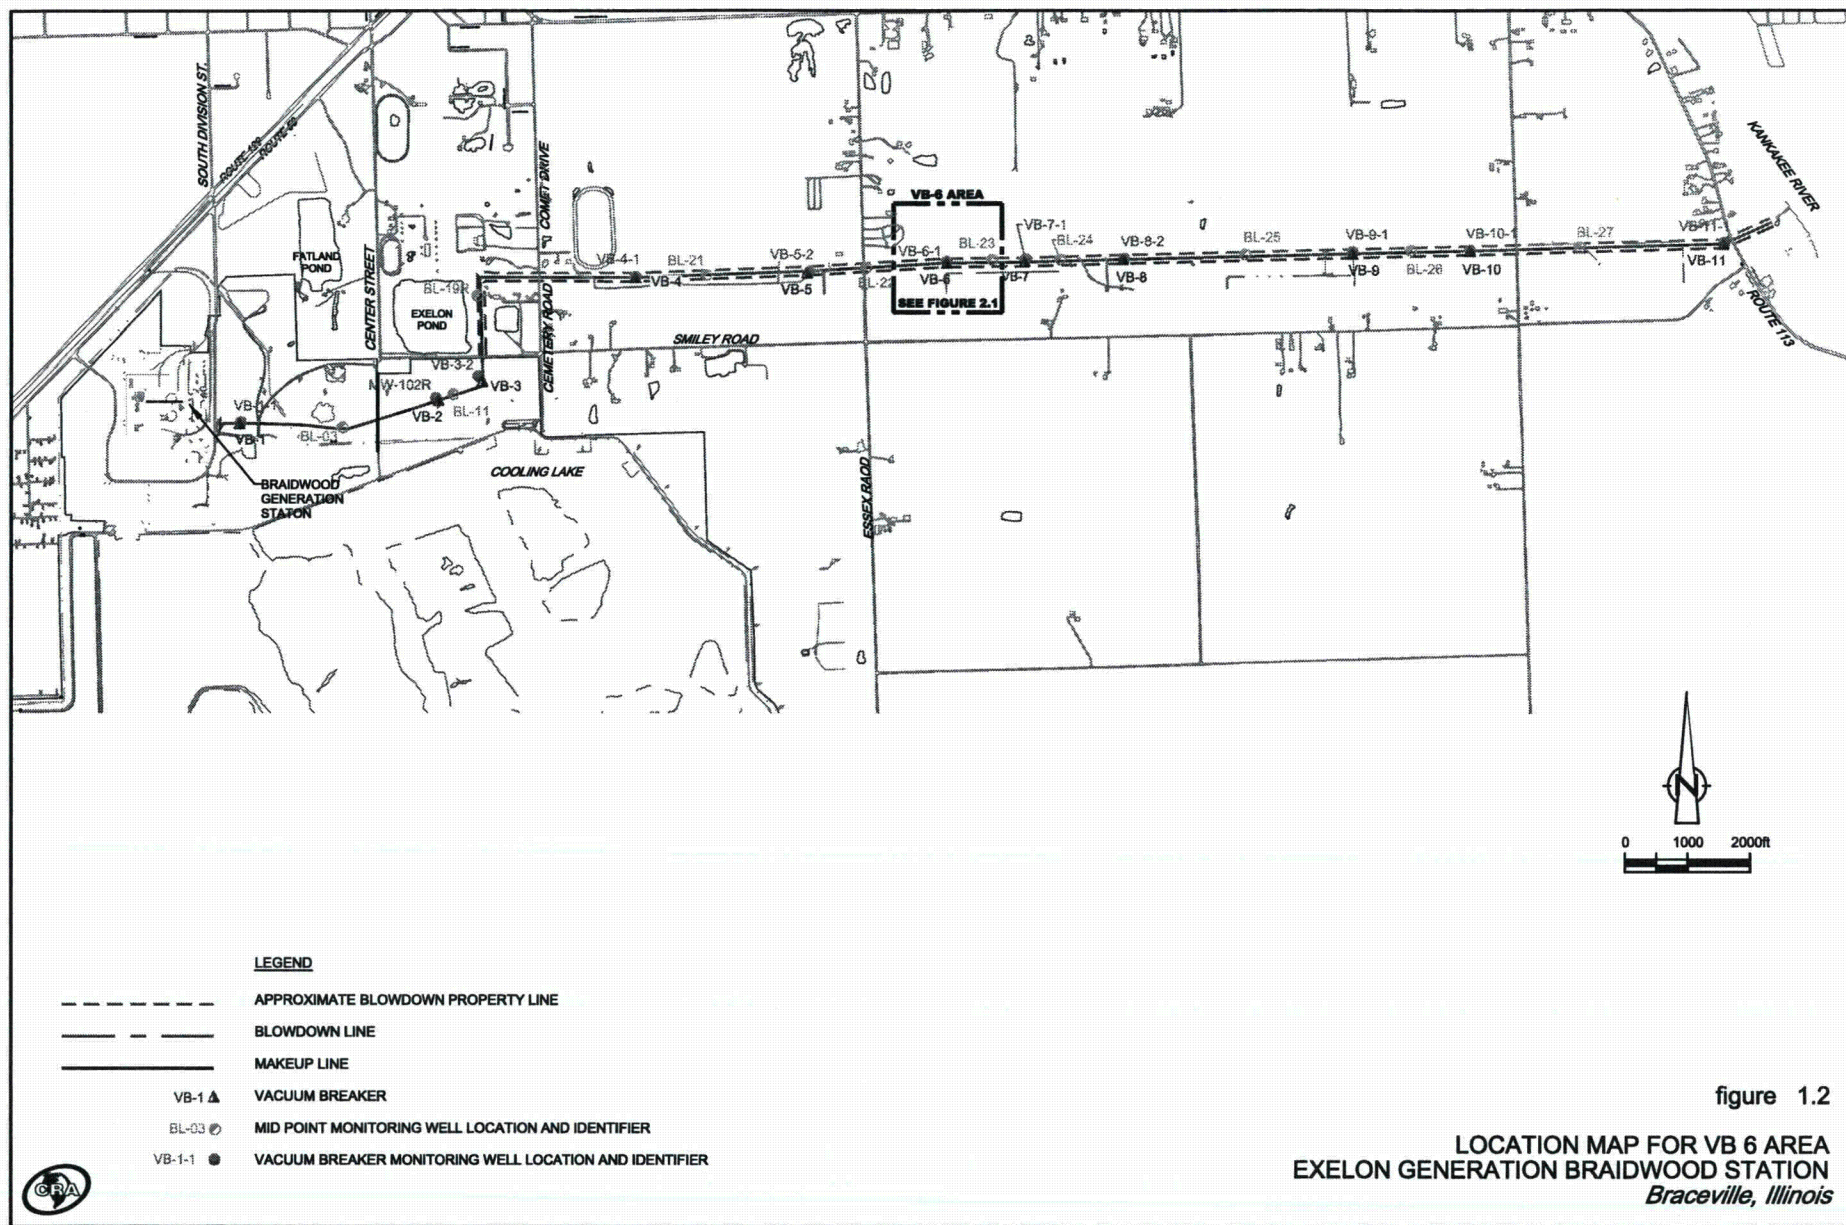 SOUTH DIVISION ST.
ROUTE 53
FATLAND
POND
CENTER STREET
EXELON
POND
COMET DRIVE
CEMETERY ROAD
VB-6 AREA
SEE FIGURE 2.1
KANKAKEE RIVER
ROUTE 113
SMILEY ROAD
ESSEX RAOD
COOLING LAKE
BRAIDWOOD
GENERATION
STATON
VB-1-1
VB-1
BL-03
MW-102R
VB-2
BL-11
VB-3-2
VB-3
BL-19R
VB-4-1
VB-4
BL-21
VB-5-2
VB-5
BL-22
VB-6-1
VB-6
BL-23
VB-7-1
VB-7
BL-24
VB-8-2
VB-8
BL-25
VB-9-1
VB-9
BL-26
VB-10-1
VB-10
BL-27
VB-11-1
VB-11
N
0 1000 2000ft
LEGEND
APPROXIMATE BLOWDOWN PROPERTY LINE
BLOWDOWN LINE
MAKEUP LINE
VB-1 VACUUM BREAKER
BL-03 MID POINT MONITORING WELL LOCATION AND IDENTIFIER
VB-1-1 VACUUM BREAKER MONITORING WELL LOCATION AND IDENTIFIER
CRA
figure 1.2
LOCATION MAP FOR VB 6 AREA
EXELON GENERATION BRAIDWOOD STATION
Braceville, Illinois